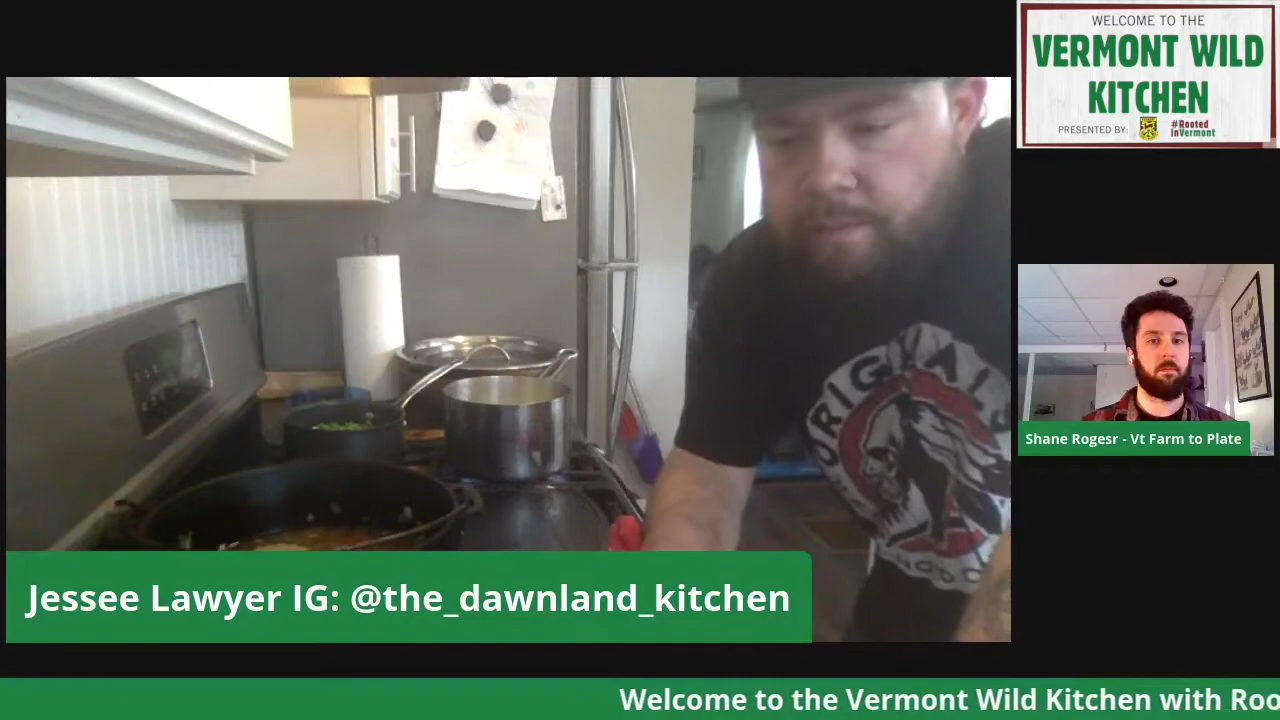 WELCOME TO THE
VERMONT WILD
KITCHEN
PRESENTED BY:
#Rooted
inVermont
ORIGINALS
Shane Rogesr - Vt Farm to Plate
Jessee Lawyer IG: @the_dawnland_kitchen
Welcome to the Vermont Wild Kitchen with Roo